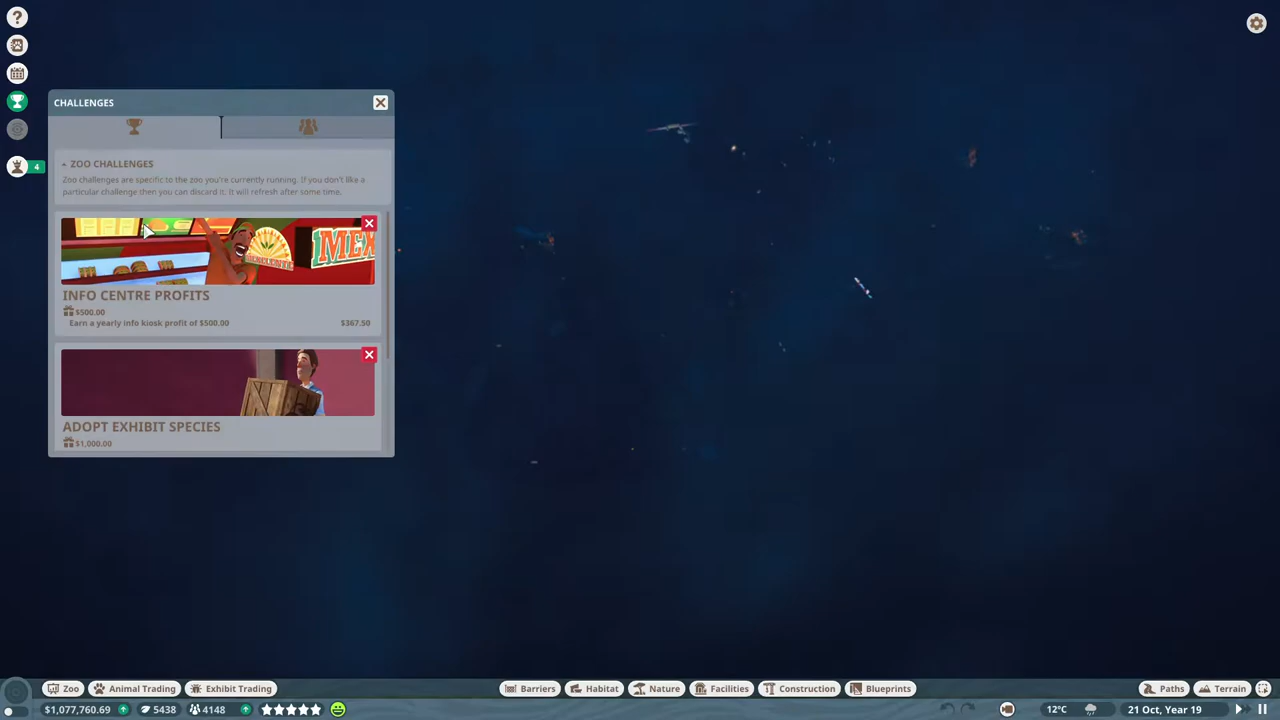 ?
CHALLENGES
ZOO CHALLENGES
Zoo challenges are specific to the zoo you're currently running. If you don't like a
particular challenge then you can discard it. It will refresh after some time.
4
MEX
INFO CENTRE PROFITS
$500.00
Earn a yearly info kiosk profit of $500.00 $367.50
ADOPT EXHIBIT SPECIES
$1,000.00
Zoo Animal Trading Exhibit Trading Barriers Habitat Nature Facilities Construction Blueprints Paths Terrain
$1,077,760.69 5438 4148 12°C 21 Oct, Year 19